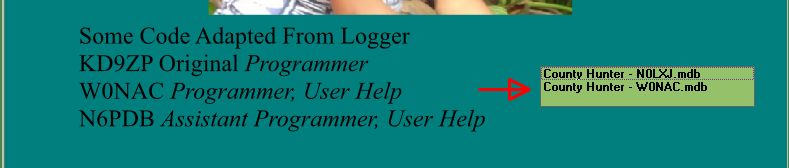 Some Code Adapted From Logger
KD9ZP Original Programmer
W0NAC Programmer, User Help
N6PDB Assistant Programmer, User Help
County Hunter - N0LXJ.mdb
County Hunter - W0NAC.mdb